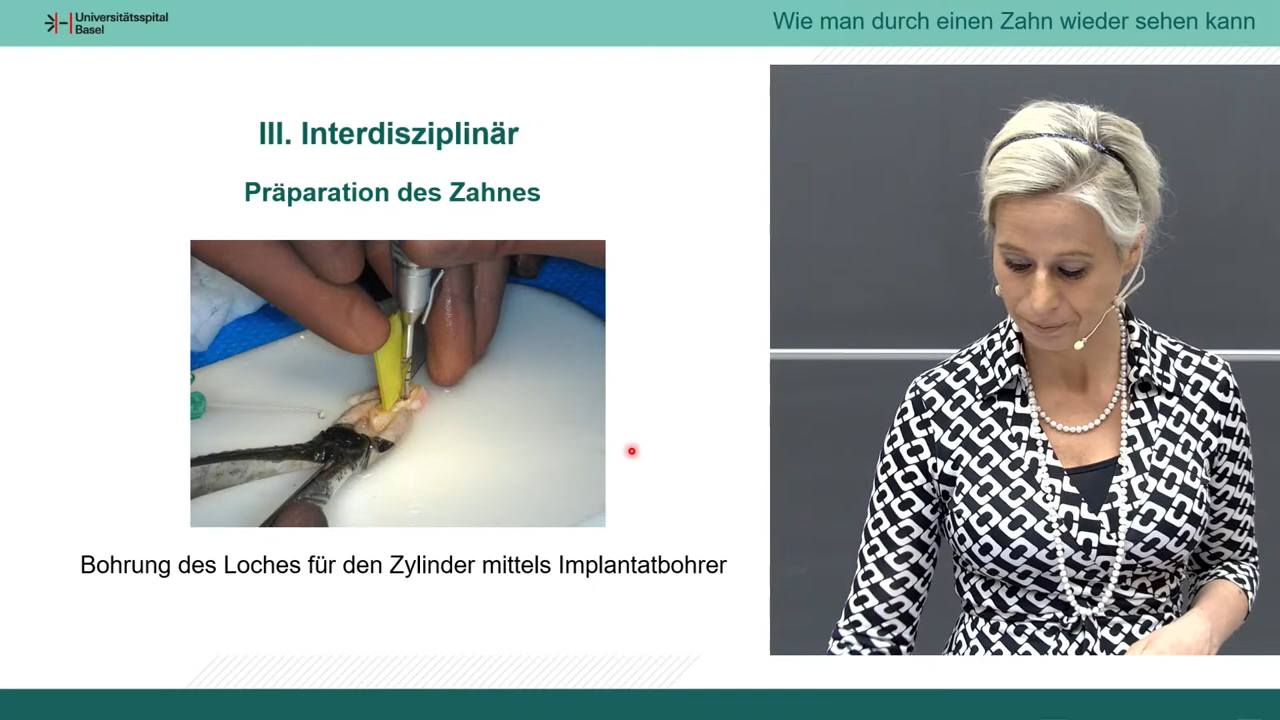 Universitätsspital
Basel
Wie man durch einen Zahn wieder sehen kann
III. Interdisziplinär
Präparation des Zahnes
Bohrung des Loches für den Zylinder mittels Implantatbohrer